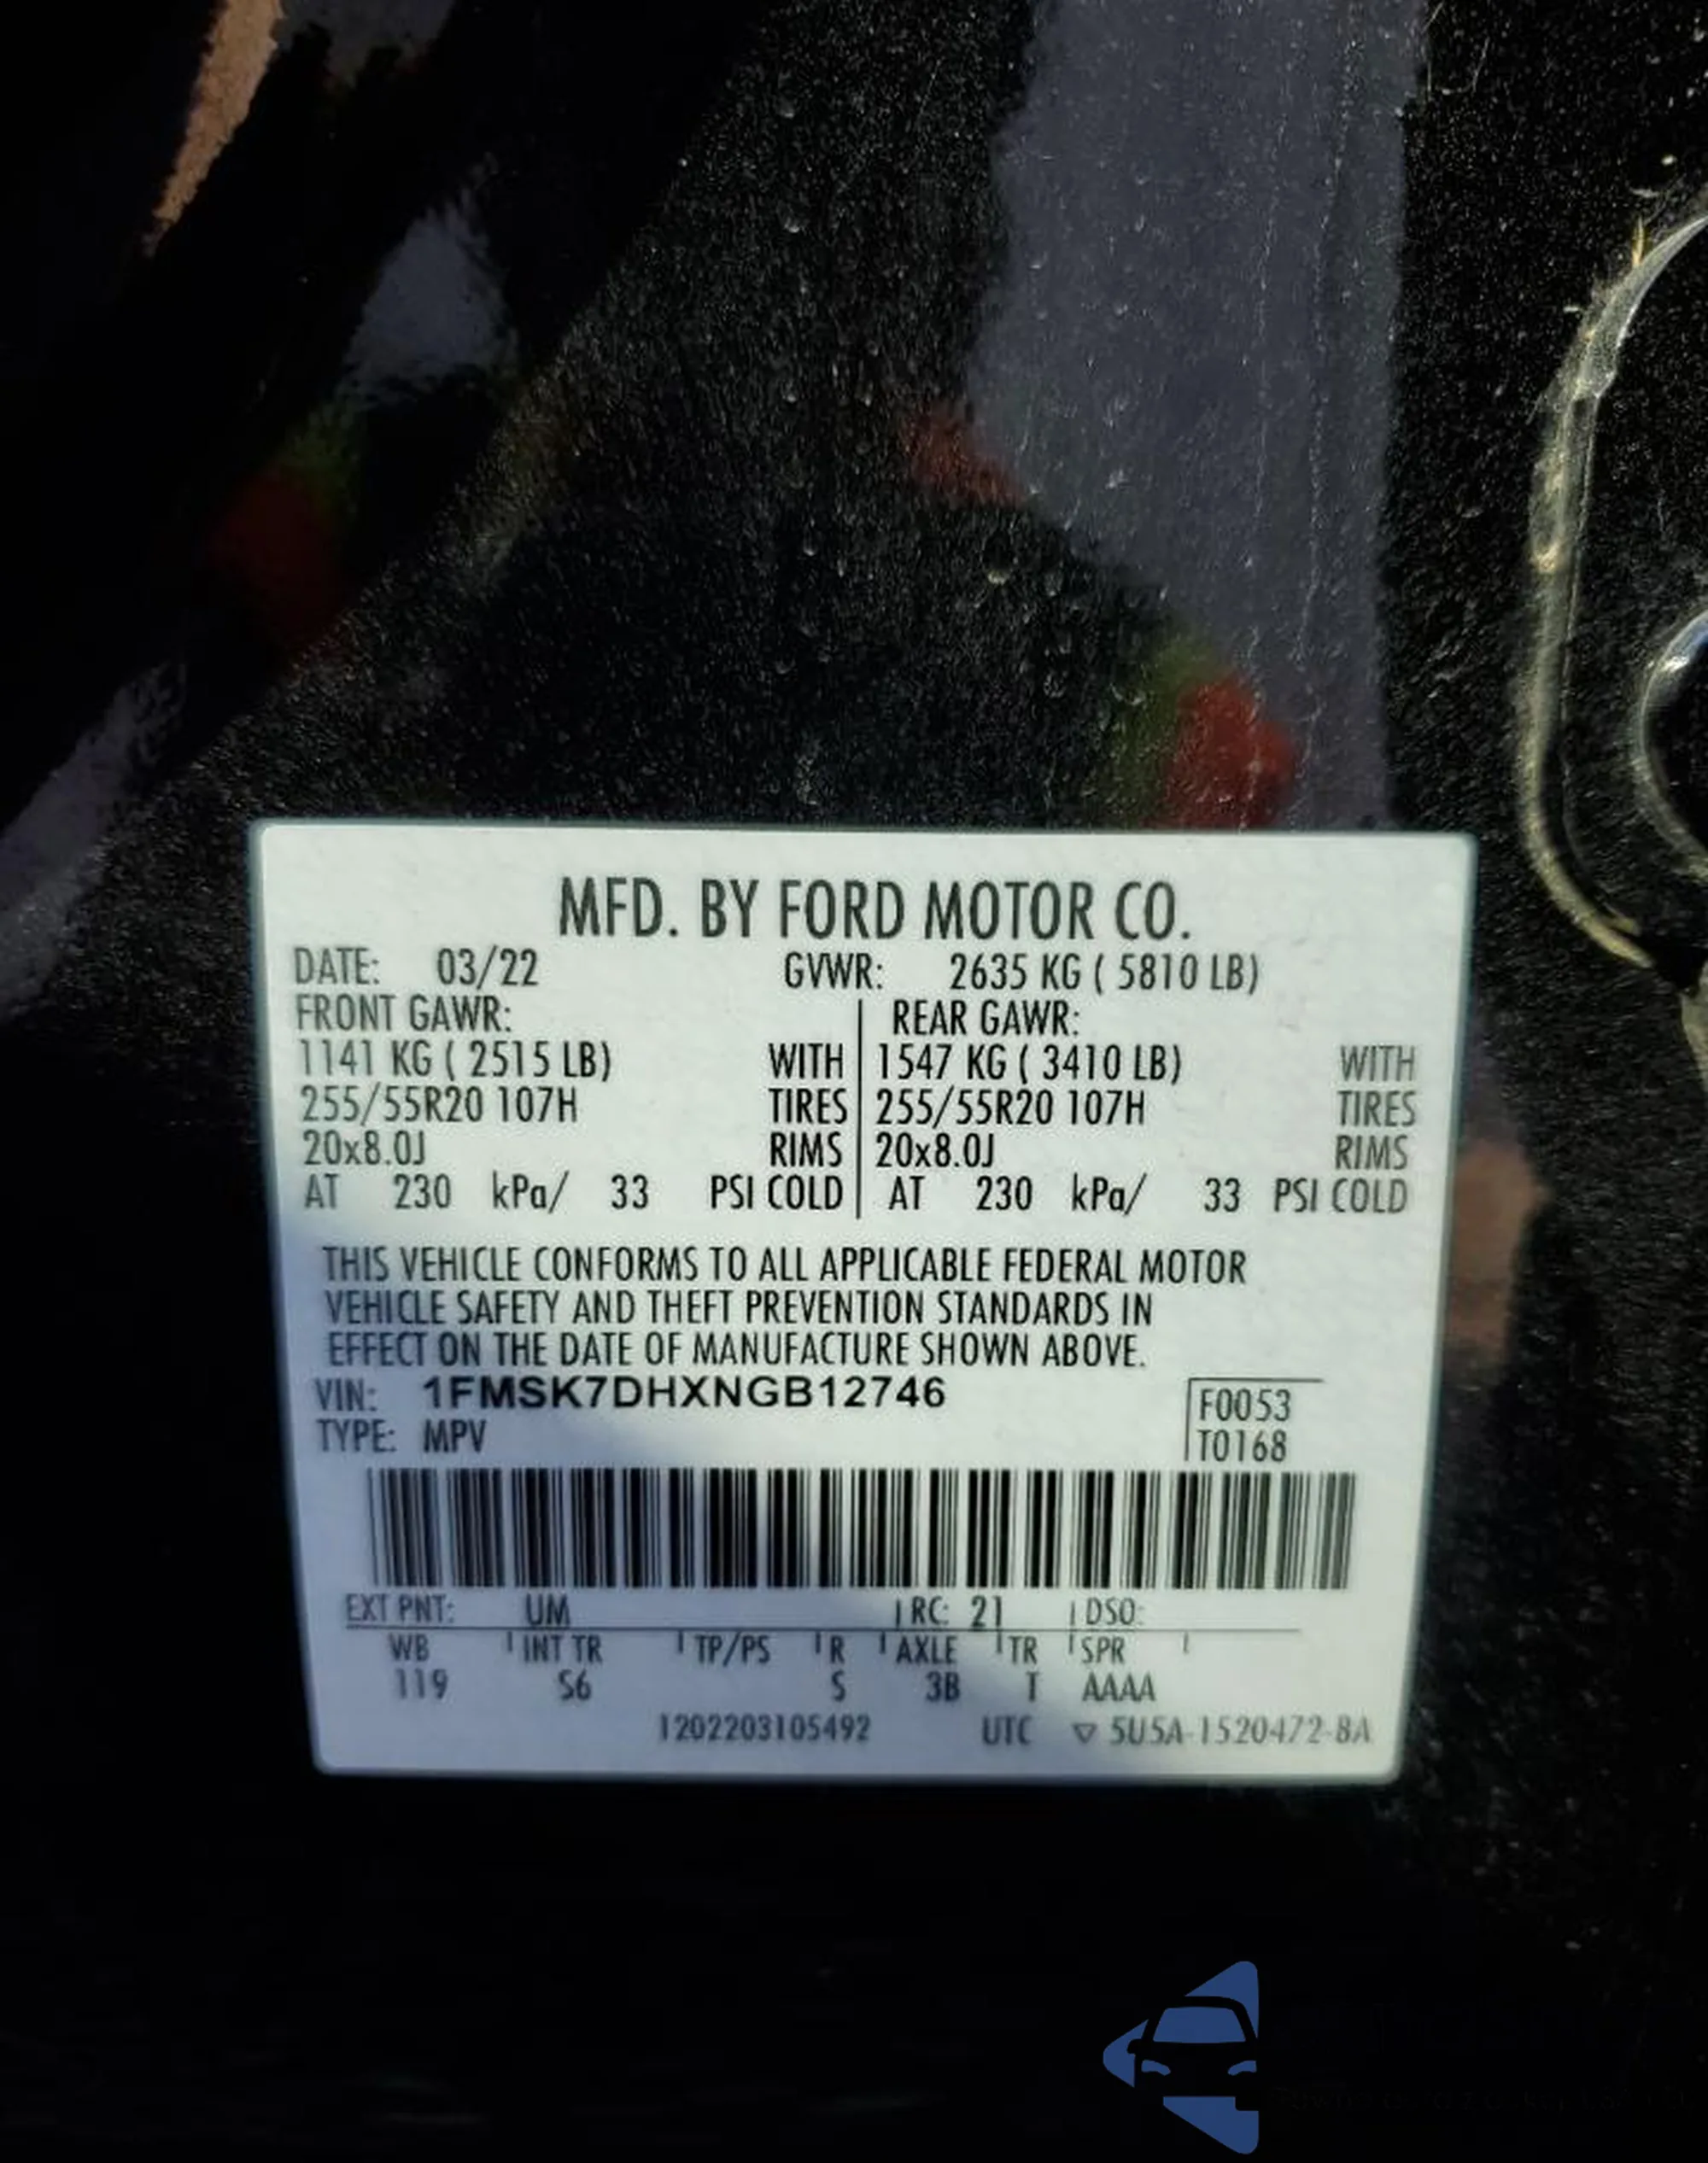 MFD. BY FORD MOTOR CO.
DATE: 03/22 GVWR: 2635 KG ( 5810 LB)
FRONT GAWR: REAR GAWR:
1141 KG ( 2515 LB) WITH 1547 KG ( 3410 LB) WITH
255/55R20 107H TIRES 255/55R20 107H TIRES
20x8.0J RIMS 20x8.0J RIMS
AT 230 kPa/ 33 PSI COLD AT 230 kPa/ 33 PSI COLD
THIS VEHICLE CONFORMS TO ALL APPLICABLE FEDERAL MOTOR
VEHICLE SAFETY AND THEFT PREVENTION STANDARDS IN
EFFECT ON THE DATE OF MANUFACTURE SHOWN ABOVE.
VIN: 1FMSK7DHXNGB12746 F0053
TYPE: MPV T0168
EXT PNT: UM RC: 21 DSO:
WB INT TR TP/PS R AXLE TR SPR
119 S6 S 3B T AAAA
1202203105492 UTC ▽ 5U5A-1520472-BA